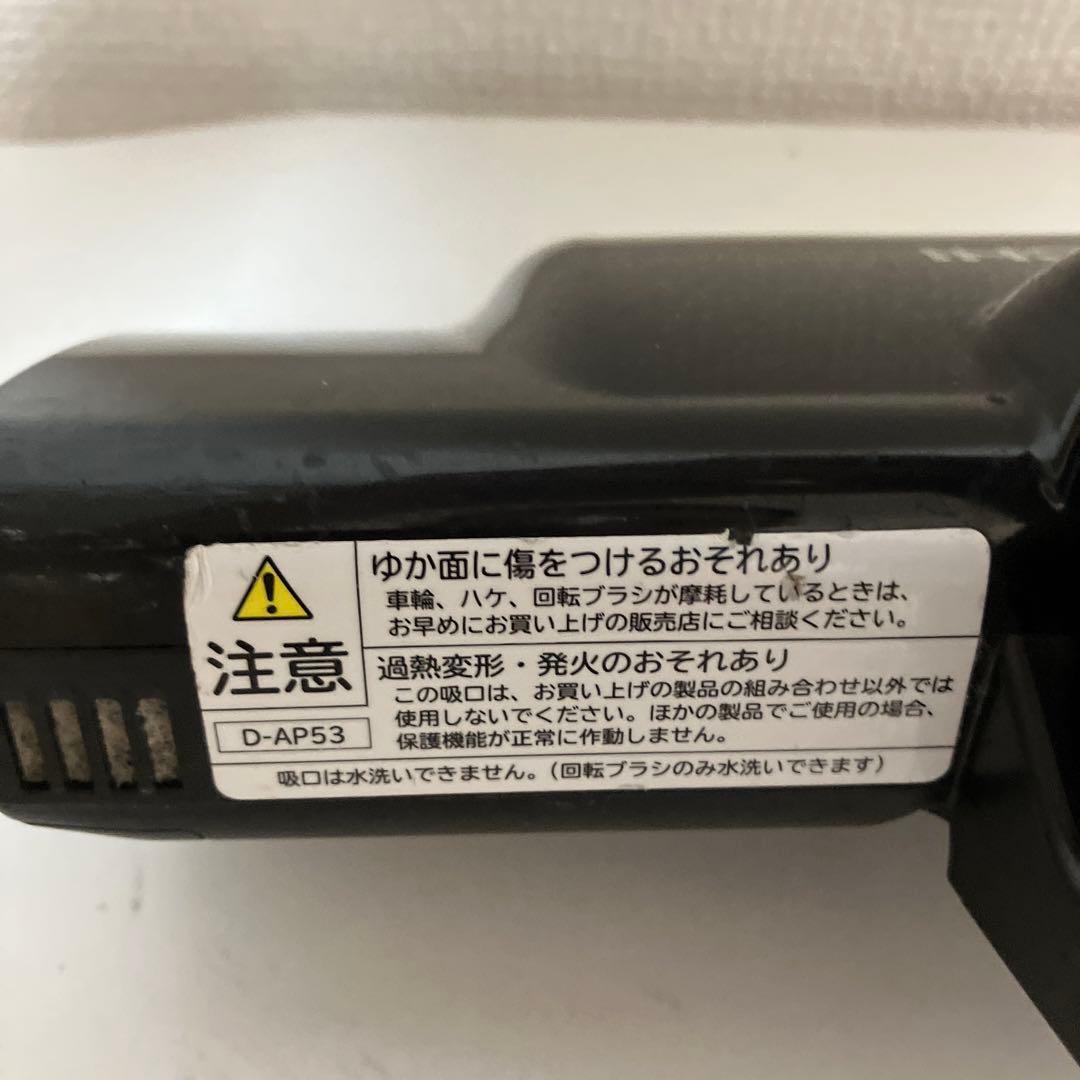 ゆか面に傷をつけるおそれあり
車輪、ハケ、回転ブラシが摩耗しているときは、
お早めにお買い上げの販売店にご相談ください。
注意
過熱変形・発火のおそれあり
この吸口は、お買い上げの製品の組み合わせ以外では
使用しないでください。ほかの製品でご使用の場合、
保護機能が正常に作動しません。
D-AP53
吸口は水洗いできません。（回転ブラシのみ水洗いできます）